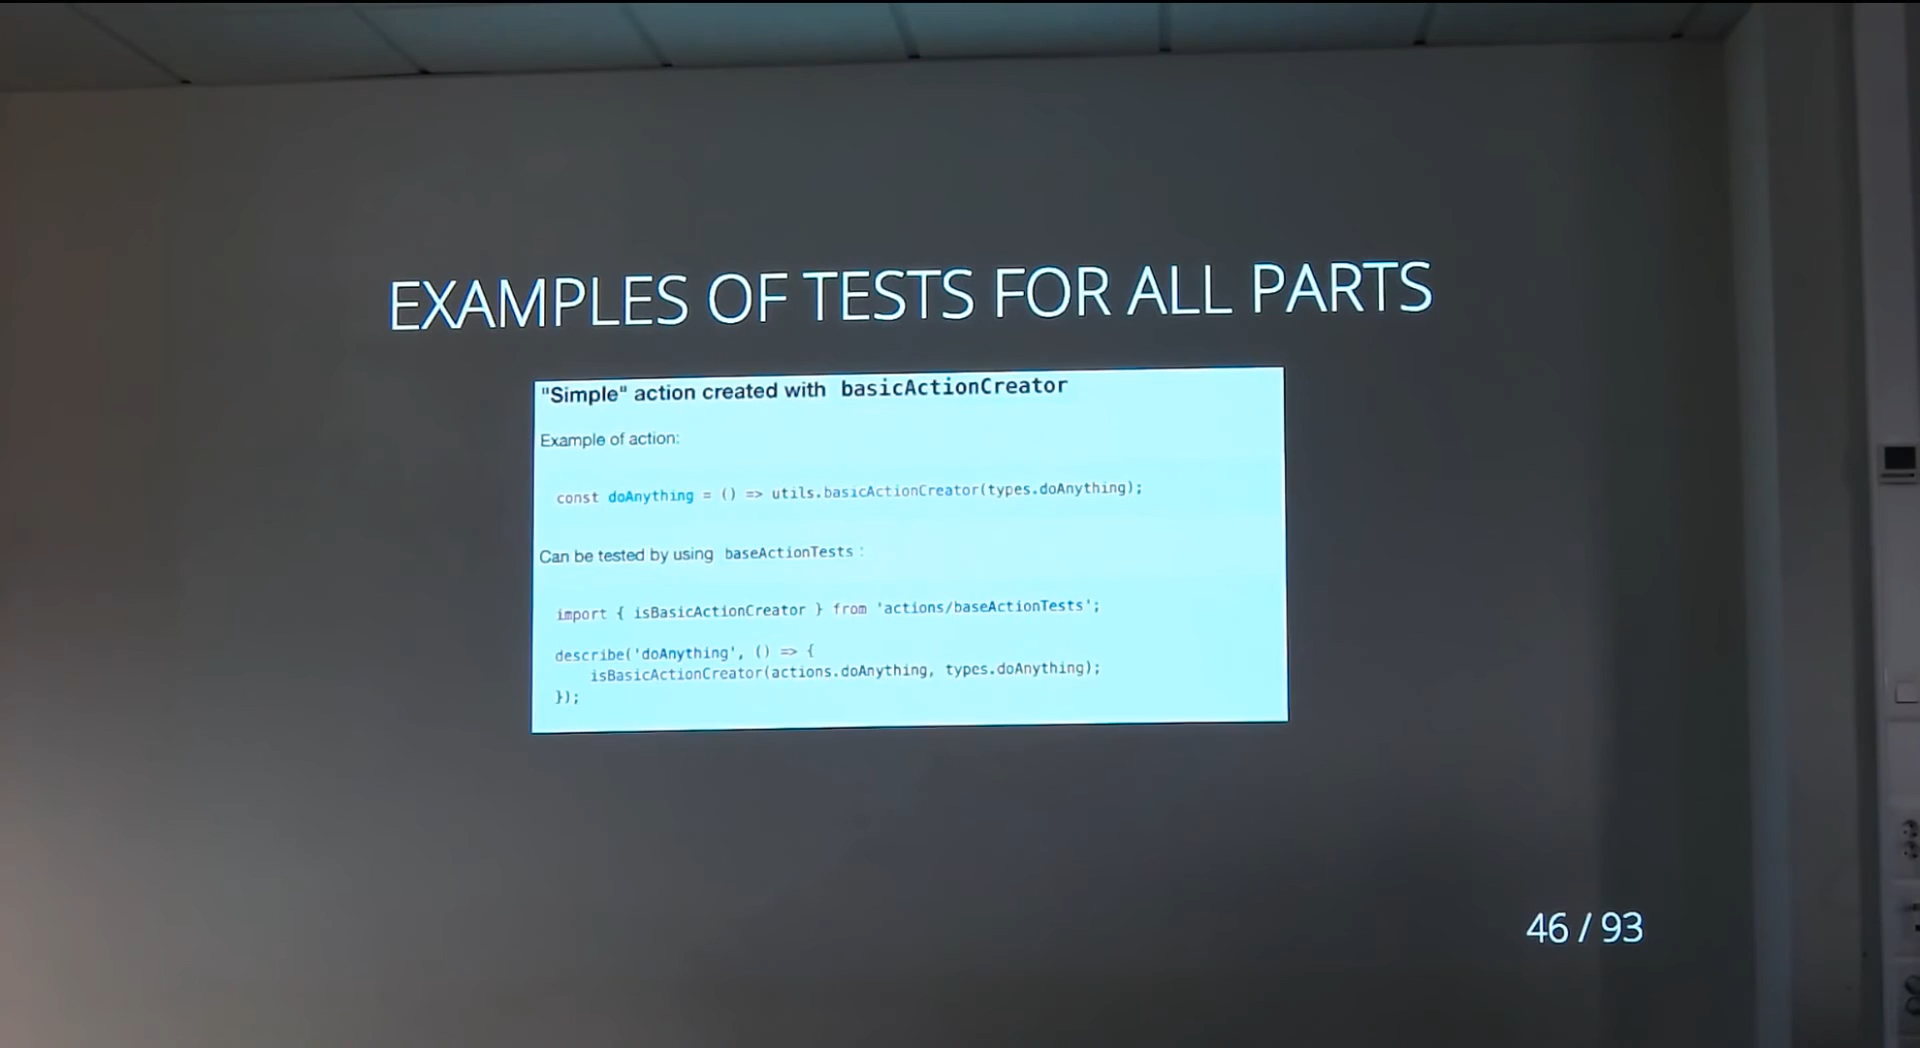 EXAMPLES OF TESTS FOR ALL PARTS
"Simple" action created with basicActionCreator
Example of action:
const doAnything = () => utils.basicActionCreator(types.doAnything);
Can be tested by using baseActionTests :
import { isBasicActionCreator } from 'actions/baseActionTests';
describe('doAnything', () => {
isBasicActionCreator(actions.doAnything, types.doAnything);
});
46 / 93